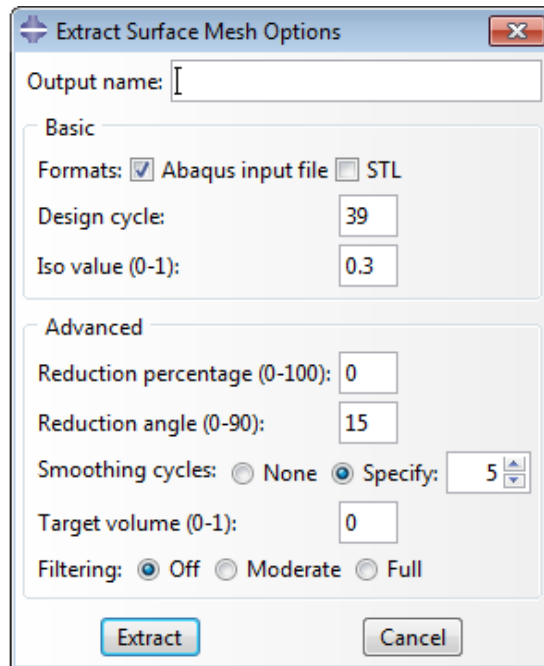 Extract Surface Mesh Options
Output name:
Basic
Formats: Abaqus input file STL
Design cycle: 39
Iso value (0-1): 0.3
Advanced
Reduction percentage (0-100): 0
Reduction angle (0-90): 15
Smoothing cycles: None Specify: 5
Target volume (0-1): 0
Filtering: Off Moderate Full
Extract Cancel